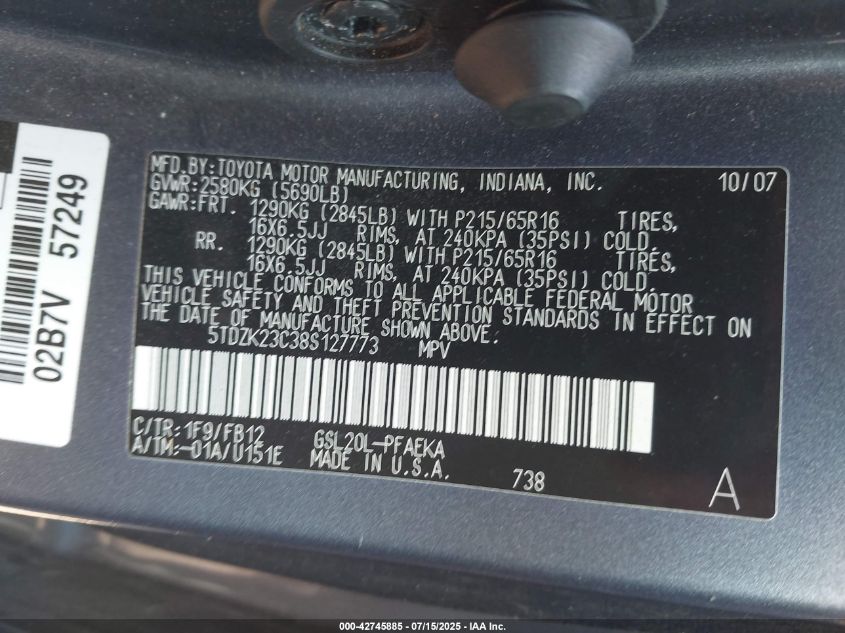 MFD.BY:TOYOTA MOTOR MANUFACTURING, INDIANA, INC. 10/07
GVWR:2580KG (5690LB)
GAWR:FRT. 1290KG (2845LB) WITH P215/65R16 TIRES,
16X6.5JJ RIMS, AT 240KPA (35PSI) COLD.
RR. 1290KG (2845LB) WITH P215/65R16 TIRES,
16X6.5JJ RIMS, AT 240KPA (35PSI) COLD.
THIS VEHICLE CONFORMS TO ALL APPLICABLE FEDERAL MOTOR
VEHICLE SAFETY AND THEFT PREVENTION STANDARDS IN EFFECT ON
THE DATE OF MANUFACTURE SHOWN ABOVE.
5TDZK23C38S127773 MPV
C/TR:1F9/FB12 GSL20L-PFAEKA
A/TM:-01A/U151E MADE IN U.S.A. 738 A
02B7V 57249
000-42745885 - 07/15/2025 - IAA Inc.